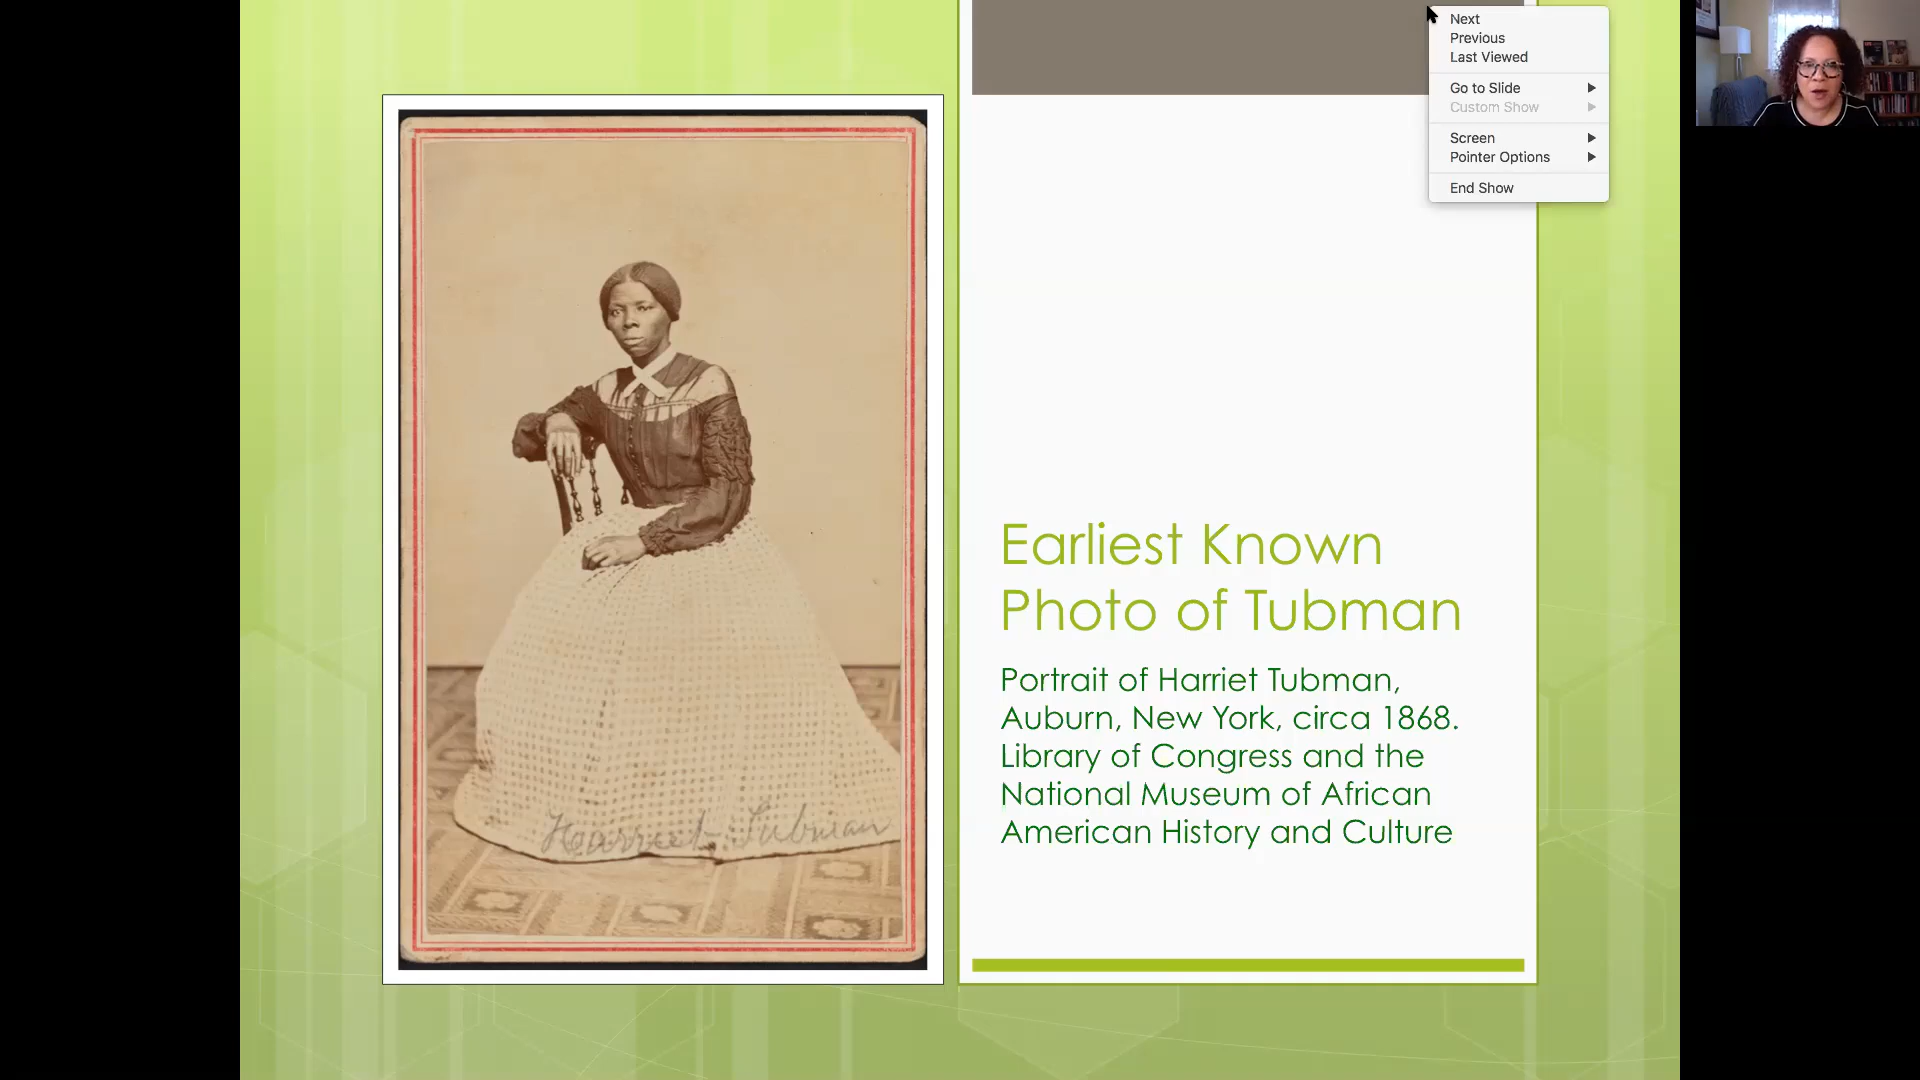 Next
Previous
Last Viewed
Go to Slide
Custom Show
Screen
Pointer Options
End Show
Harriet Tubman
Earliest Known
Photo of Tubman
Portrait of Harriet Tubman,
Auburn, New York, circa 1868.
Library of Congress and the
National Museum of African
American History and Culture